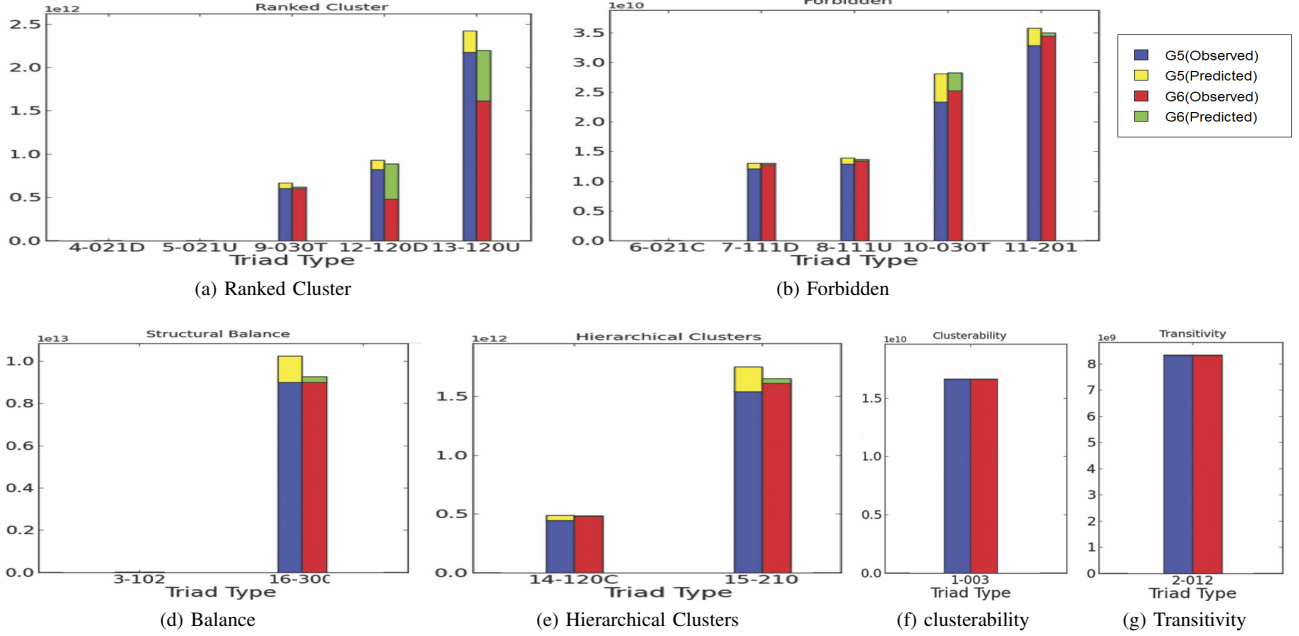 Ranked Cluster
1e12
2.5
2.0
1.5
1.0
0.5
0.0
4-021D 5-021U 9-030T 12-120D 13-120U
Triad Type
(a) Ranked Cluster
Forbidden
1e10
3.5
3.0
2.5
2.0
1.5
1.0
0.5
0.0
6-021C 7-111D 8-111U 10-030T 11-201
Triad Type
(b) Forbidden
G5(Observed)
G5(Predicted)
G6(Observed)
G6(Predicted)
Structural Balance
1e13
1.0
0.8
0.6
0.4
0.2
0.0
3-102 16-300
Triad Type
(d) Balance
Hierarchical Clusters
1e12
1.5
1.0
0.5
0.0
14-120C 15-210
Triad Type
(e) Hierarchical Clusters
Clusterability
1e10
1.5
1.0
0.5
0.0
1-003
Triad Type
(f) clusterability
Transitivity
1e9
9
8
7
6
5
4
3
2
1
0
2-012
Triad Type
(g) Transitivity